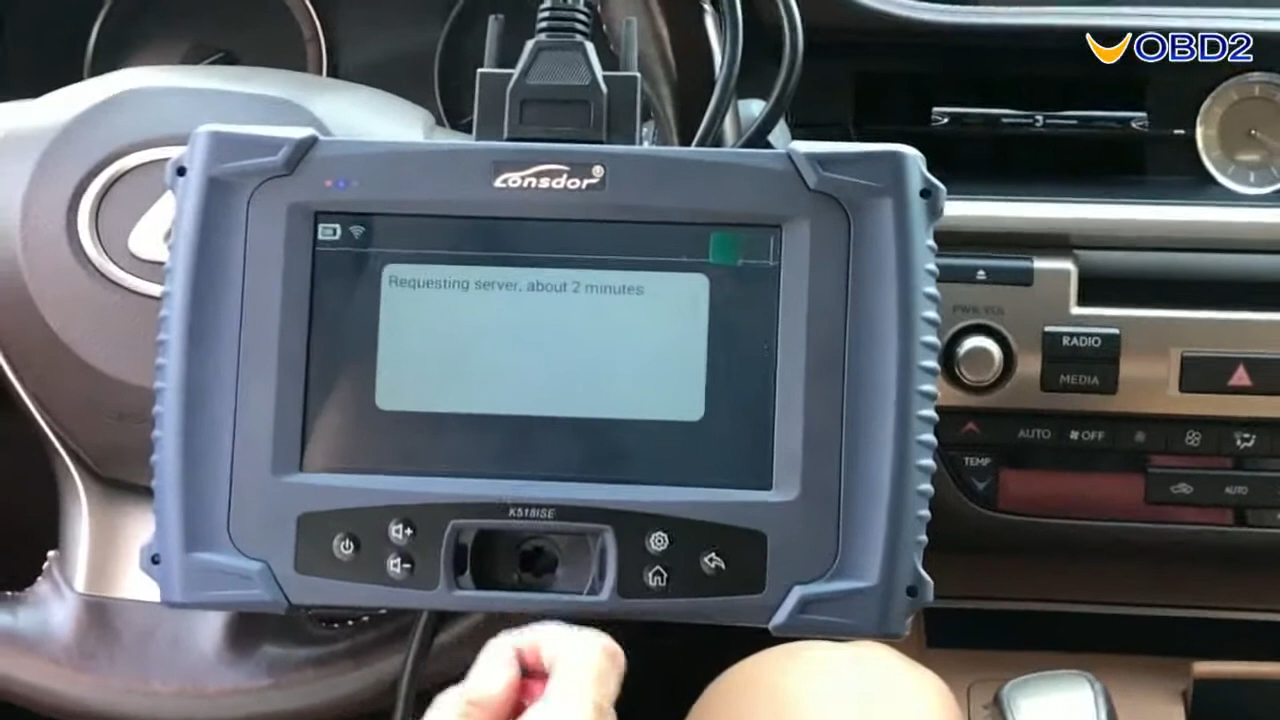 OBD2
Lonsdor®
Requesting server, about 2 minutes
K518ISE
PWR·VOL
RADIO
MEDIA
AUTO
OFF
TEMP
AUTO